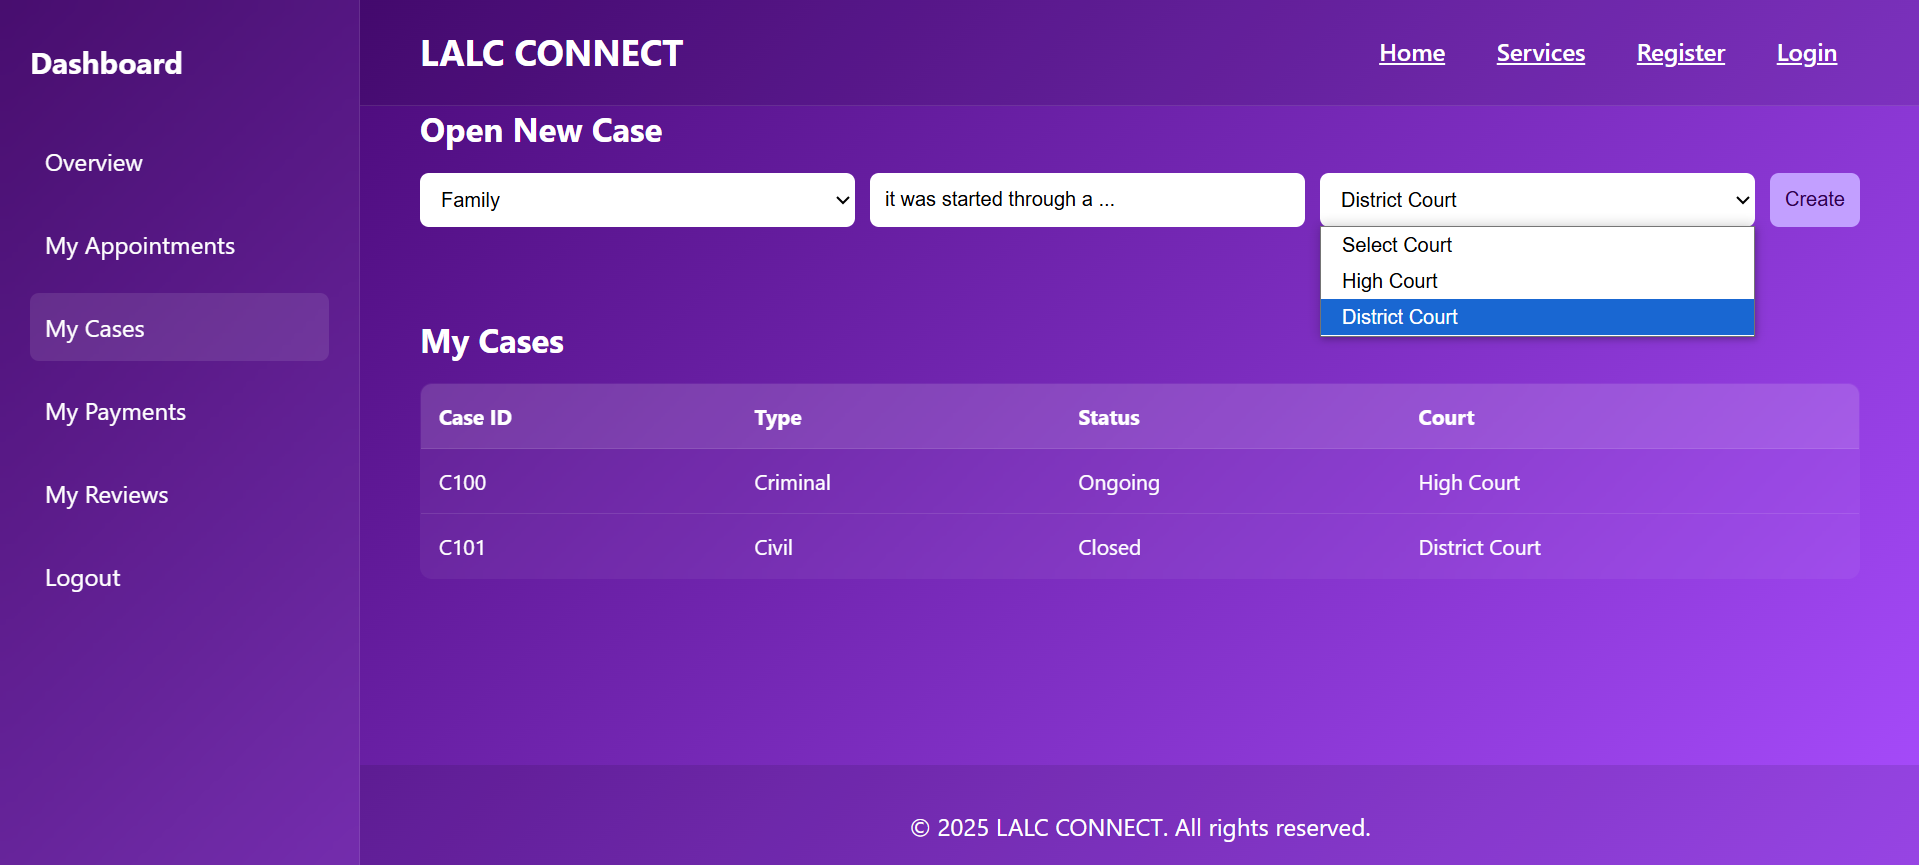 Dashboard
Overview
My Appointments
My Cases
My Payments
My Reviews
Logout
LALC CONNECT
Home Services Register Login
Open New Case
Family it was started through a ... District Court Create
Select Court
High Court
District Court
My Cases
Case ID Type Status Court
C100 Criminal Ongoing High Court
C101 Civil Closed District Court
© 2025 LALC CONNECT. All rights reserved.